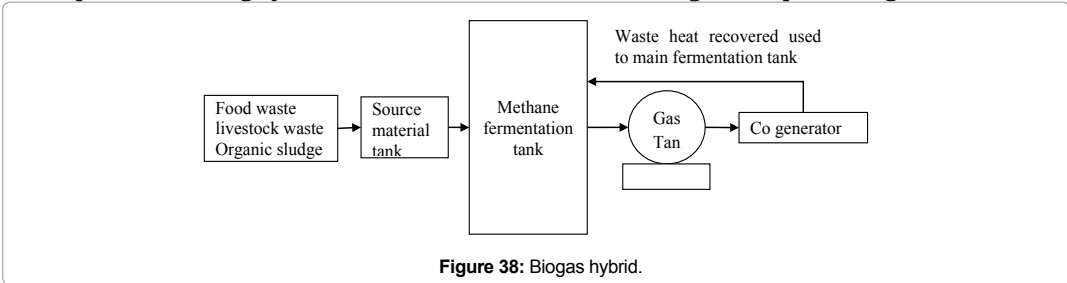 Waste heat recovered used
to main fermentation tank
Food waste
livestock waste
Organic sludge
Source
material
tank
Methane
fermentation
tank
Gas
Tan
Co generator
Figure 38: Biogas hybrid.